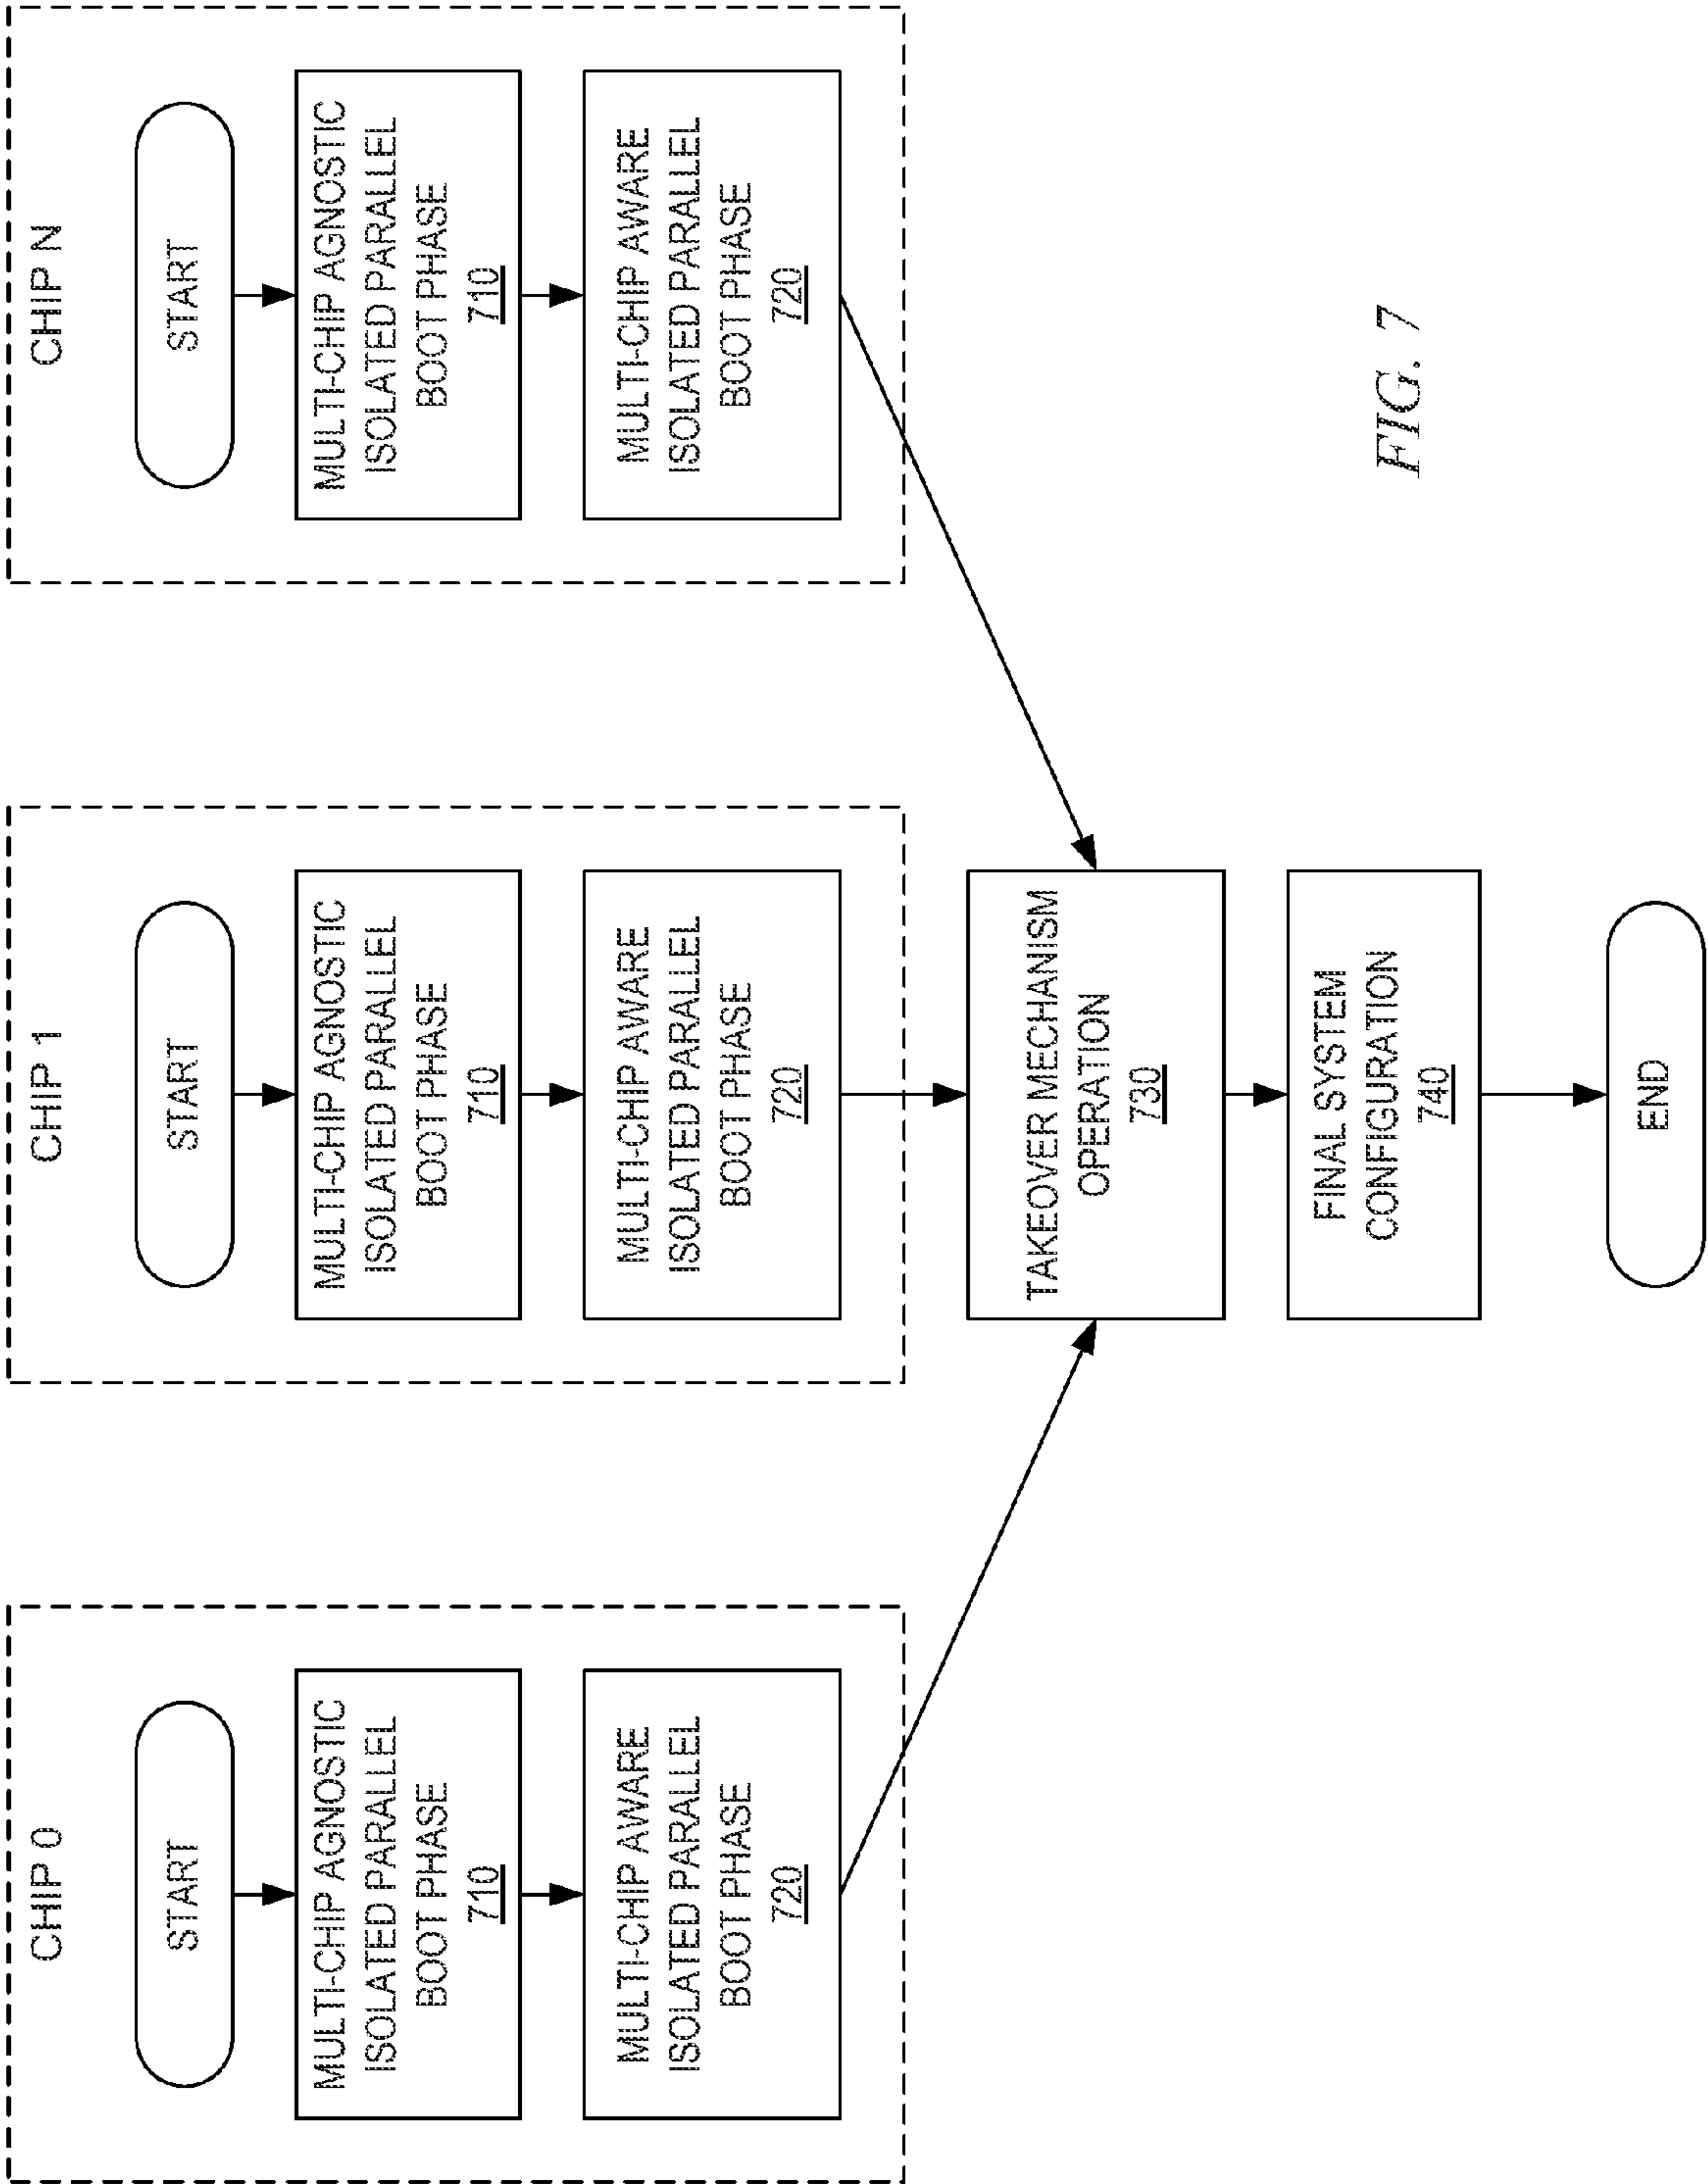 CHIP 0
START
MULTI-CHIP AGNOSTIC
ISOLATED PARALLEL
BOOT PHASE
710
MULTI-CHIP AWARE
ISOLATED PARALLEL
BOOT PHASE
720
CHIP 1
START
MULTI-CHIP AGNOSTIC
ISOLATED PARALLEL
BOOT PHASE
710
MULTI-CHIP AWARE
ISOLATED PARALLEL
BOOT PHASE
720
CHIP N
START
MULTI-CHIP AGNOSTIC
ISOLATED PARALLEL
BOOT PHASE
710
MULTI-CHIP AWARE
ISOLATED PARALLEL
BOOT PHASE
720
TAKEOVER MECHANISM
OPERATION
730
FINAL SYSTEM
CONFIGURATION
740
END
FIG. 7